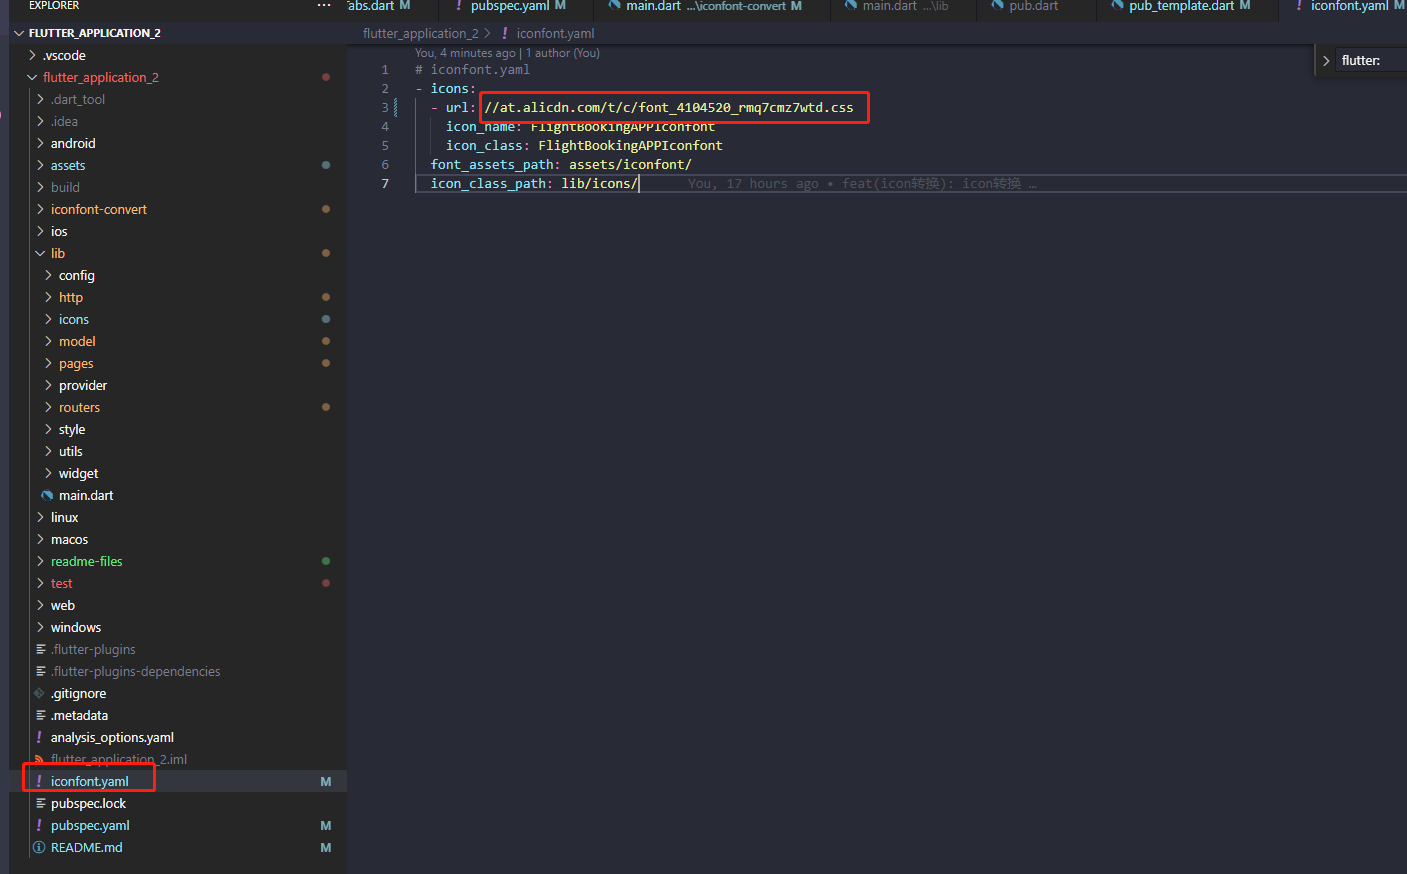 EXPLORER
···
Tabs.dart M
! pubspec.yaml M
main.dart ...\iconfont-convert M
main.dart ...\lib
pub.dart
pub_template.dart M
! iconfont.yaml M
FLUTTER_APPLICATION_2
.vscode
flutter_application_2
.dart_tool
.idea
android
assets
build
iconfont-convert
ios
lib
config
http
icons
model
pages
provider
routers
style
utils
widget
main.dart
linux
macos
readme-files
test
web
windows
.flutter-plugins
.flutter-plugins-dependencies
.gitignore
.metadata
! analysis_options.yaml
flutter_application_2.iml
! iconfont.yaml M
pubspec.lock
! pubspec.yaml M
README.md M
flutter_application_2 > ! iconfont.yaml
You, 4 minutes ago | 1 author (You)
1 # iconfont.yaml
2 - icons:
3 - url: //at.alicdn.com/t/c/font_4104520_rmq7cmz7wtd.css
4 icon_name: FlightBookingAPPIconfont
5 icon_class: FlightBookingAPPIconfont
6 font_assets_path: assets/iconfont/
7 icon_class_path: lib/icons/ You, 17 hours ago • feat(icon转换): icon转换 …
flutter: